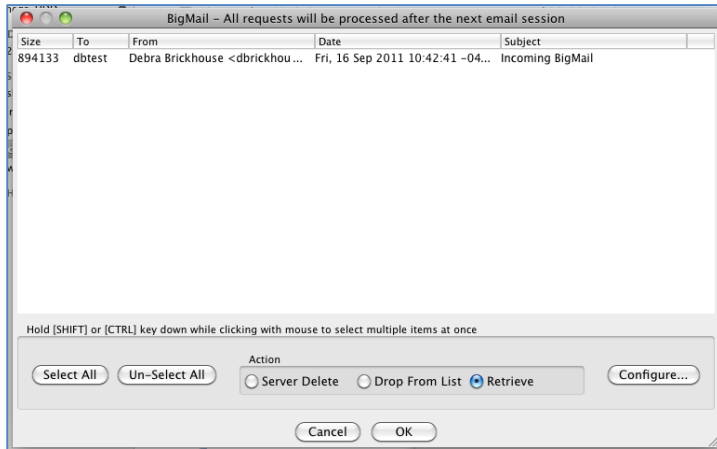 BigMail – All requests will be processed after the next email session
Size To From Date Subject
894133 dbtest Debra Brickhouse <dbrickhou... Fri, 16 Sep 2011 10:42:41 -04... Incoming BigMail
Hold [SHIFT] or [CTRL] key down while clicking with mouse to select multiple items at once
Action
Select All Un-Select All Server Delete Drop From List Retrieve Configure...
Cancel OK